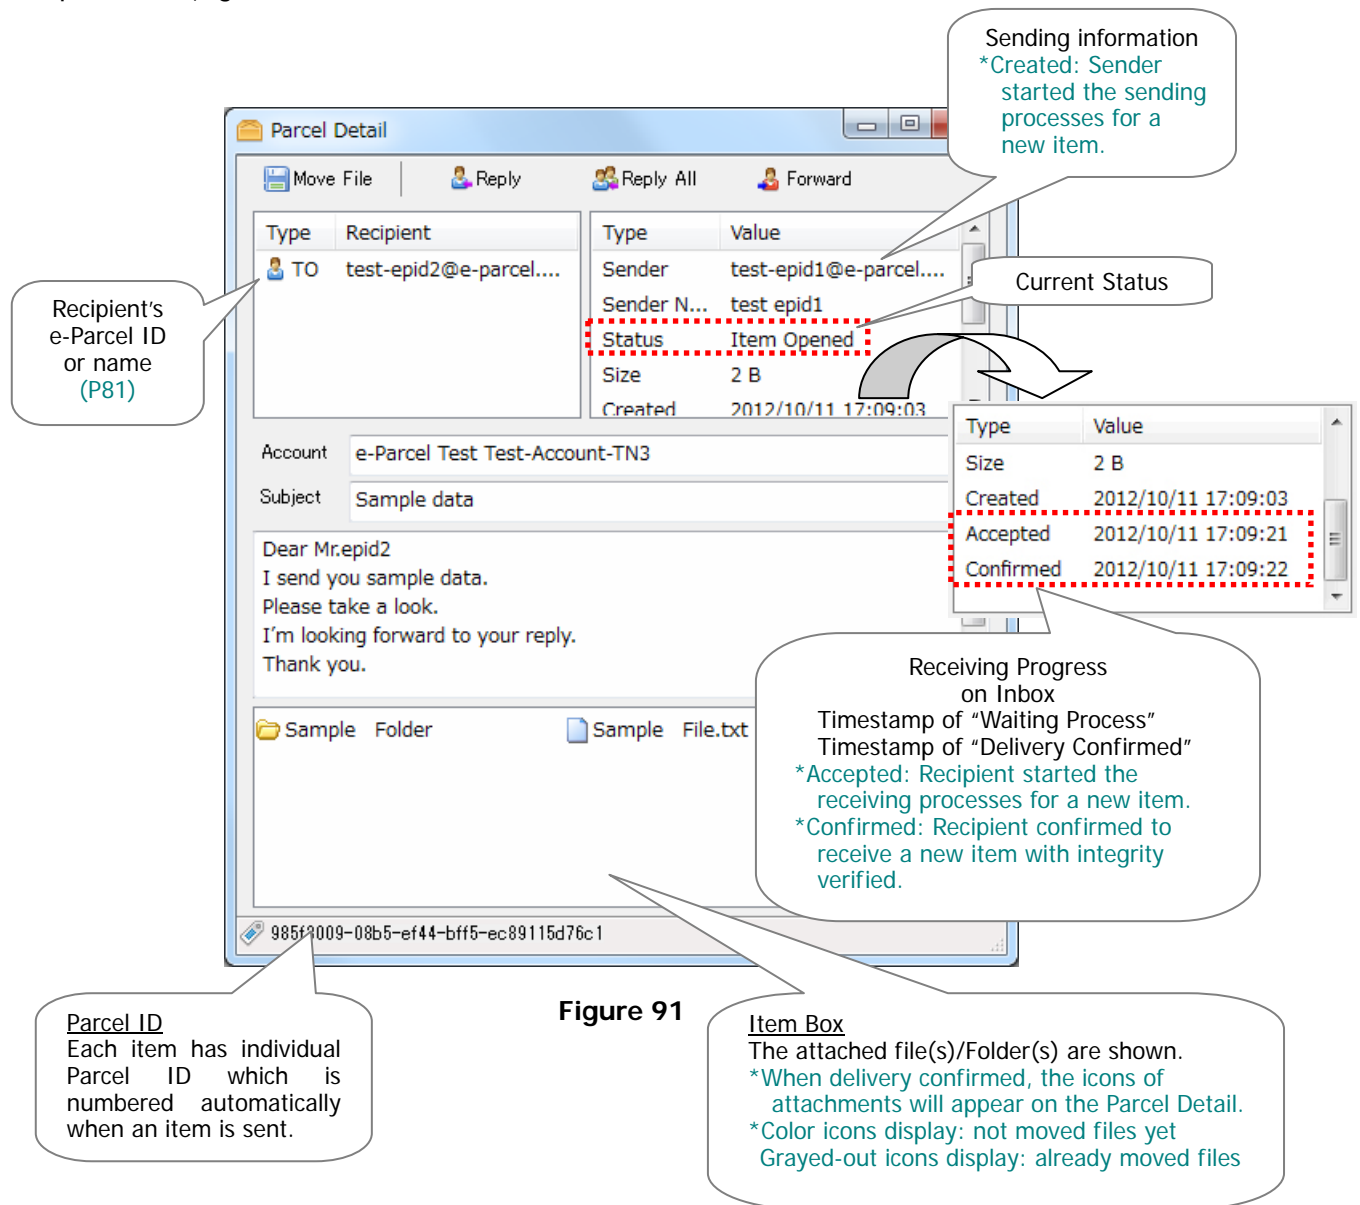 Sending information
*Created: Sender
started the sending
processes for a
new item.
Parcel Detail
Move File
Reply
Reply All
Forward
Type Recipient
TO test-epid2@e-parcel....
Type Value
Sender test-epid1@e-parcel....
Sender N... test epid1
Status Item Opened
Size 2 B
Created 2012/10/11 17:09:03
Current Status
Recipient's
e-Parcel ID
or name
(P81)
Type Value
Size 2 B
Created 2012/10/11 17:09:03
Accepted 2012/10/11 17:09:21
Confirmed 2012/10/11 17:09:22
Account e-Parcel Test Test-Account-TN3
Subject Sample data
Dear Mr.epid2
I send you sample data.
Please take a look.
I'm looking forward to your reply.
Thank you.
Receiving Progress
on Inbox
Timestamp of “Waiting Process”
Timestamp of “Delivery Confirmed”
*Accepted: Recipient started the
receiving processes for a new item.
*Confirmed: Recipient confirmed to
receive a new item with integrity
verified.
Sample Folder
Sample File.txt
Figure 91
Parcel ID
Each item has individual
Parcel ID which is
numbered automatically
when an item is sent.
Item Box
The attached file(s)/Folder(s) are shown.
*When delivery confirmed, the icons of
attachments will appear on the Parcel Detail.
*Color icons display: not moved files yet
Grayed-out icons display: already moved files